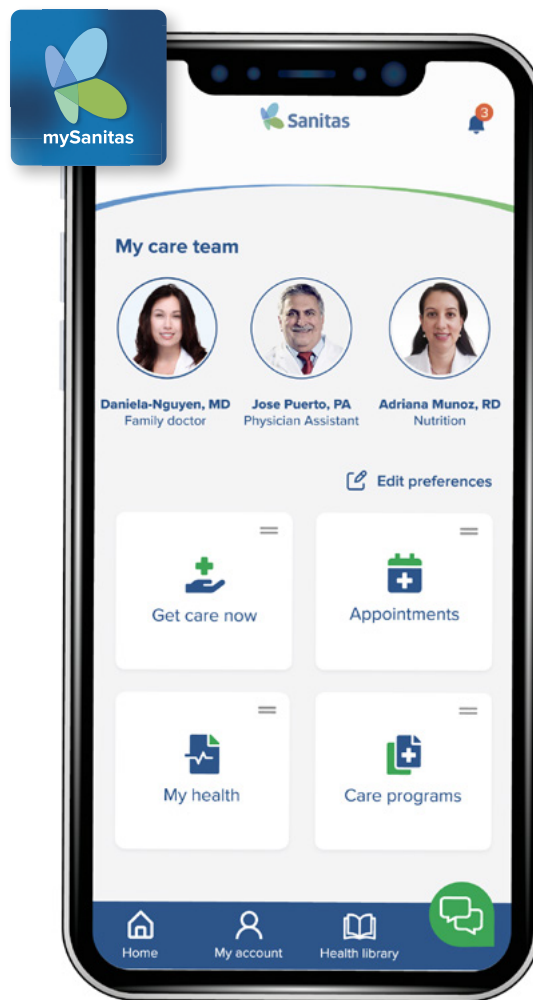 mySanitas
Sanitas
3
My care team
Daniela-Nguyen, MD
Family doctor
Jose Puerto, PA
Physician Assistant
Adriana Munoz, RD
Nutrition
Edit preferences
Get care now
Appointments
My health
Care programs
Home
My account
Health library